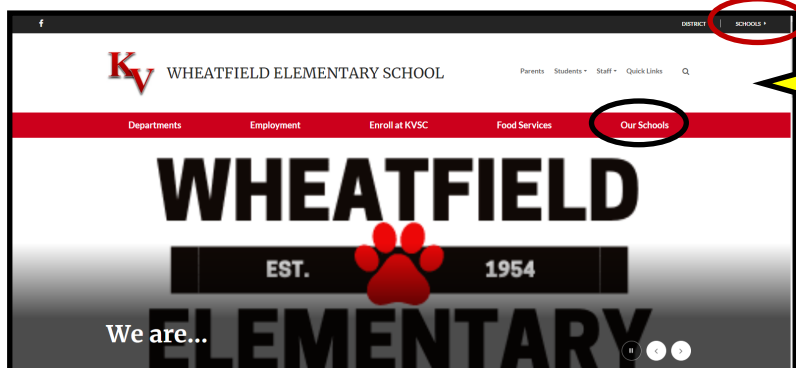 f DISTRICT | SCHOOLS
KV WHEATFIELD ELEMENTARY SCHOOL Parents Students Staff Quick Links
Departments Employment Enroll at KVSC Food Services Our Schools
WHEATFIELD
EST. 1954
ELEMENTARY
We are...